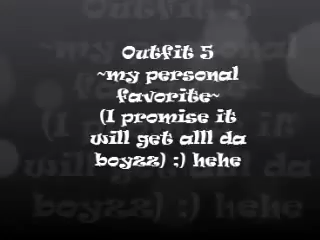 Outfit 5
~my personal
favorite~
(I promise it
will get alll da
boyzz) ;) hehe